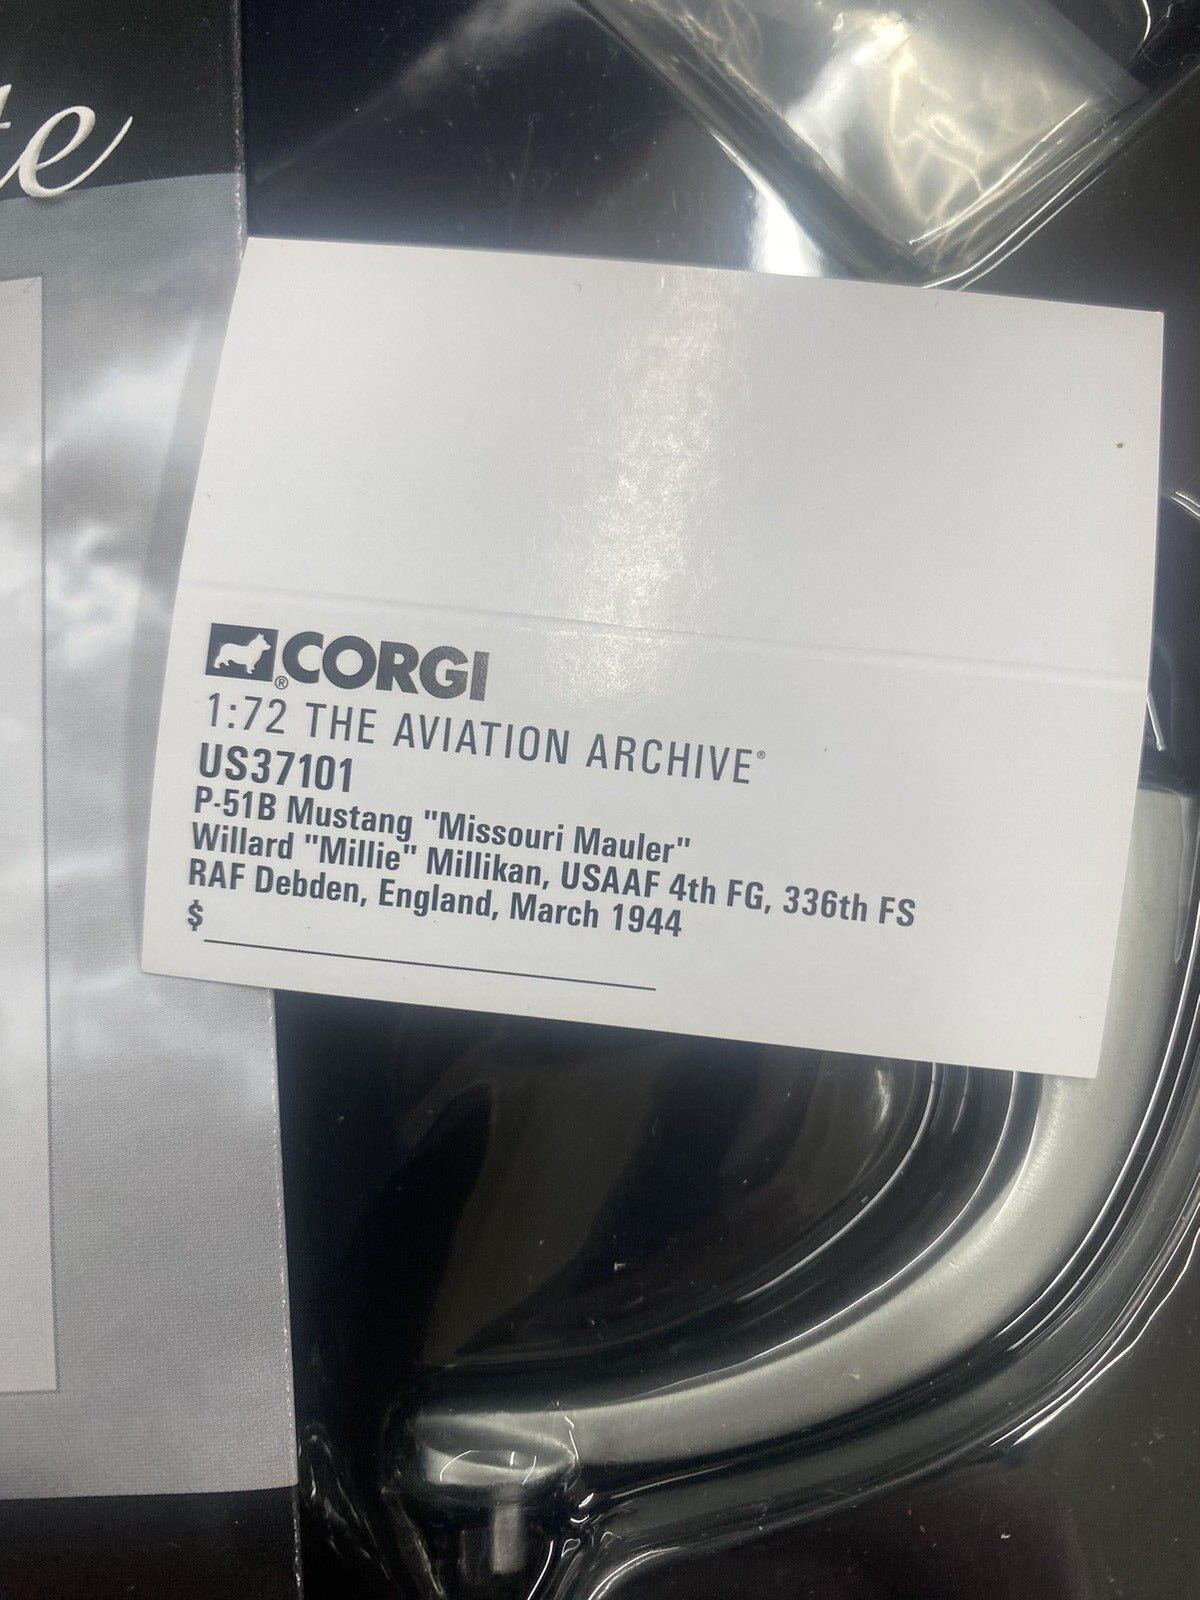 te
® CORGI
1:72 THE AVIATION ARCHIVE®
US37101
P-51B Mustang "Missouri Mauler"
Willard "Millie" Millikan, USAAF 4th FG, 336th FS
RAF Debden, England, March 1944
$